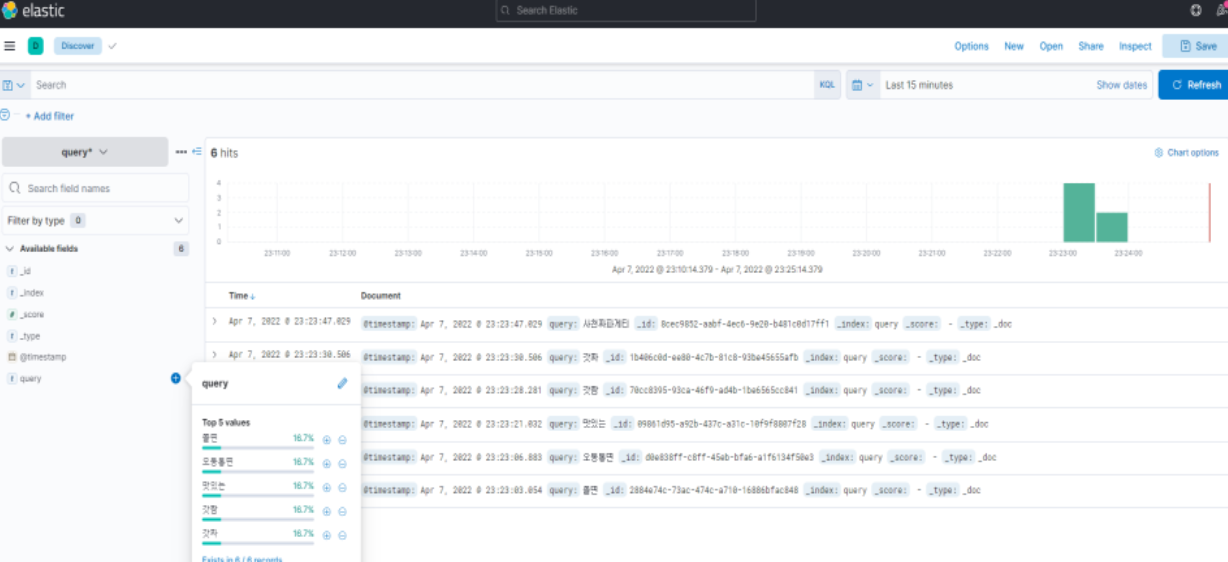 elastic
Search Elastic
D Discover
Options New Open Share Inspect Save
Search KQL Last 15 minutes Show dates Refresh
+ Add filter
query*
6 hits
Chart options
Search field names
Filter by type 0
Available fields 6
_id
_index
_score
_type
@timestamp
query
4
3
2
1
0
23:11:00 23:12:00 23:13:00 23:14:00 23:15:00 23:16:00 23:17:00 23:18:00 23:19:00 23:20:00 23:21:00 23:22:00 23:23:00 23:24:00
Apr 7, 2022 @ 23:10:14.379 - Apr 7, 2022 @ 23:25:14.379
Time Document
Apr 7, 2022 @ 23:23:47.029 @timestamp: Apr 7, 2022 @ 23:23:47.029 query: 사천짜파게티 _id: 8cec9852-aabf-4ec6-9e20-b481c0d17ff1 _index: query _score: - _type: _doc
Apr 7, 2022 @ 23:23:30.506 @timestamp: Apr 7, 2022 @ 23:23:30.506 query: 갓짜 _id: 1b406c0d-ee80-4c7b-81c8-93be45655afb _index: query _score: - _type: _doc
@timestamp: Apr 7, 2022 @ 23:23:28.281 query: 갓짬 _id: 70cc8395-93ca-46f9-ad4b-1be6565cc841 _index: query _score: - _type: _doc
@timestamp: Apr 7, 2022 @ 23:23:21.032 query: 맛있는 _id: 09861d95-a92b-437c-a31c-10f9f8807f28 _index: query _score: - _type: _doc
@timestamp: Apr 7, 2022 @ 23:23:06.883 query: 오동통면 _id: d0e838ff-c8ff-45eb-bfa6-a1f6134f50e3 _index: query _score: - _type: _doc
@timestamp: Apr 7, 2022 @ 23:23:03.054 query: 쫄면 _id: 2884e74c-73ac-474c-a710-16886bfac848 _index: query _score: - _type: _doc
query
Top 5 values
쫄면 16.7%
오동통면 16.7%
맛있는 16.7%
갓짬 16.7%
갓짜 16.7%
Exists in 6 / 6 records